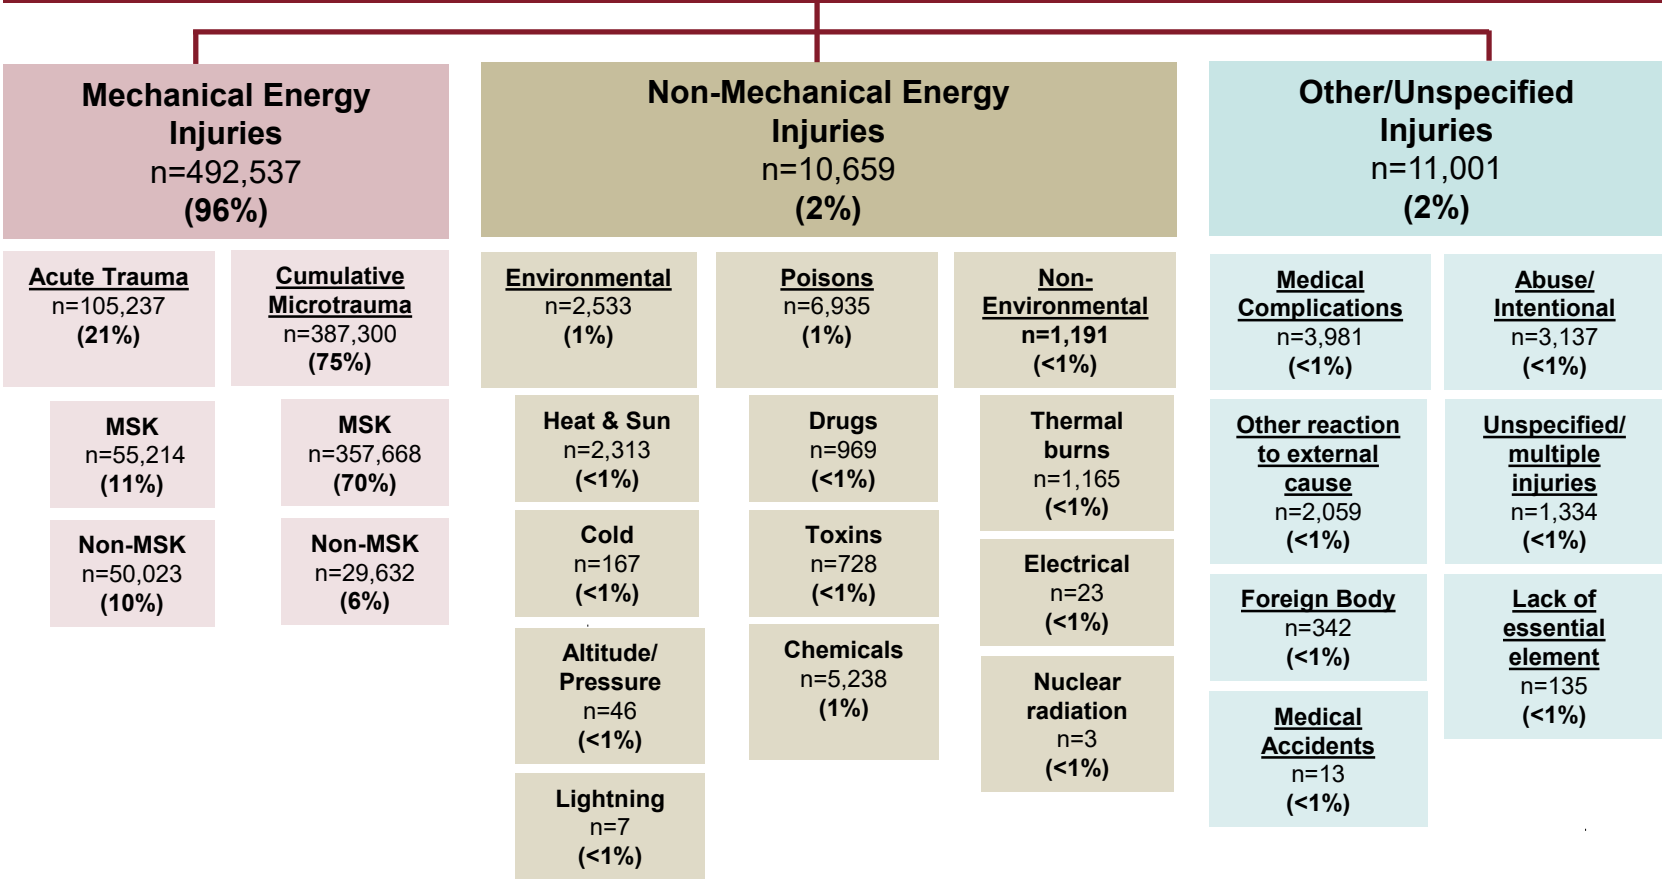 Mechanical Energy
Injuries
n=492,537
(96%)
Acute Trauma
n=105,237
(21%)
MSK
n=55,214
(11%)
Non-MSK
n=50,023
(10%)
Cumulative
Microtrauma
n=387,300
(75%)
MSK
n=357,668
(70%)
Non-MSK
n=29,632
(6%)
Non-Mechanical Energy
Injuries
n=10,659
(2%)
Environmental
n=2,533
(1%)
Heat & Sun
n=2,313
(<1%)
Cold
n=167
(<1%)
Altitude/
Pressure
n=46
(<1%)
Lightning
n=7
(<1%)
Poisons
n=6,935
(1%)
Drugs
n=969
(<1%)
Toxins
n=728
(<1%)
Chemicals
n=5,238
(1%)
Non-
Environmental
n=1,191
(<1%)
Thermal
burns
n=1,165
(<1%)
Electrical
n=23
(<1%)
Nuclear
radiation
n=3
(<1%)
Other/Unspecified
Injuries
n=11,001
(2%)
Medical
Complications
n=3,981
(<1%)
Abuse/
Intentional
n=3,137
(<1%)
Other reaction
to external
cause
n=2,059
(<1%)
Unspecified/
multiple
injuries
n=1,334
(<1%)
Foreign Body
n=342
(<1%)
Lack of
essential
element
n=135
(<1%)
Medical
Accidents
n=13
(<1%)